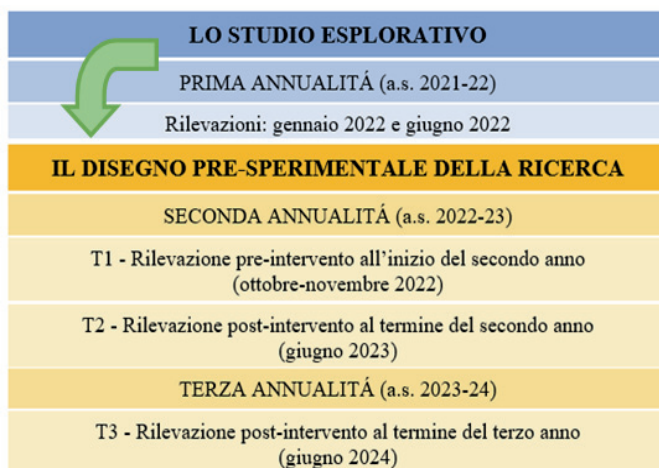 LO STUDIO ESPLORATIVO
PRIMA ANNUALITÁ (a.s. 2021-22)
Rilevazioni: gennaio 2022 e giugno 2022
IL DISEGNO PRE-SPERIMENTALE DELLA RICERCA
SECONDA ANNUALITÁ (a.s. 2022-23)
T1 - Rilevazione pre-intervento all'inizio del secondo anno
(ottobre-novembre 2022)
T2 - Rilevazione post-intervento al termine del secondo anno
(giugno 2023)
TERZA ANNUALITÁ (a.s. 2023-24)
T3 - Rilevazione post-intervento al termine del terzo anno
(giugno 2024)